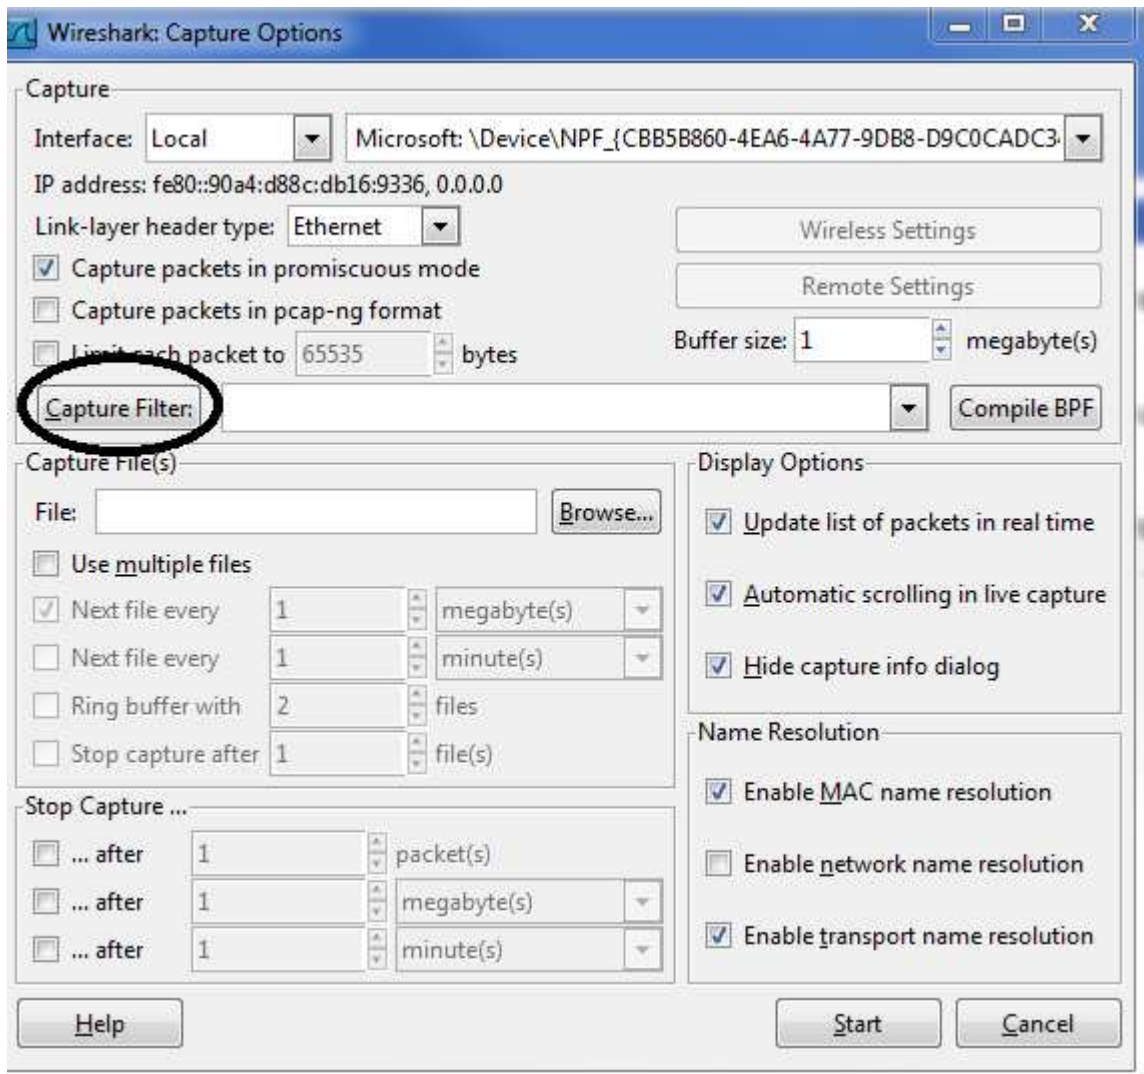 Wireshark: Capture Options
Capture
Interface: Local Microsoft: \Device\NPF_{CBB5B860-4EA6-4A77-9DB8-D9C0CADC3
IP address: fe80::90a4:d88c:db16:9336, 0.0.0.0
Link-layer header type: Ethernet
Wireless Settings
Capture packets in promiscuous mode
Remote Settings
Capture packets in pcap-ng format
Limit each packet to 65535 bytes
Buffer size: 1 megabyte(s)
Capture Filter: Compile BPF
Capture File(s)
File: Browse...
Use multiple files
Next file every 1 megabyte(s)
Next file every 1 minute(s)
Ring buffer with 2 files
Stop capture after 1 file(s)
Display Options
Update list of packets in real time
Automatic scrolling in live capture
Hide capture info dialog
Stop Capture ...
... after 1 packet(s)
... after 1 megabyte(s)
... after 1 minute(s)
Name Resolution
Enable MAC name resolution
Enable network name resolution
Enable transport name resolution
Help Start Cancel